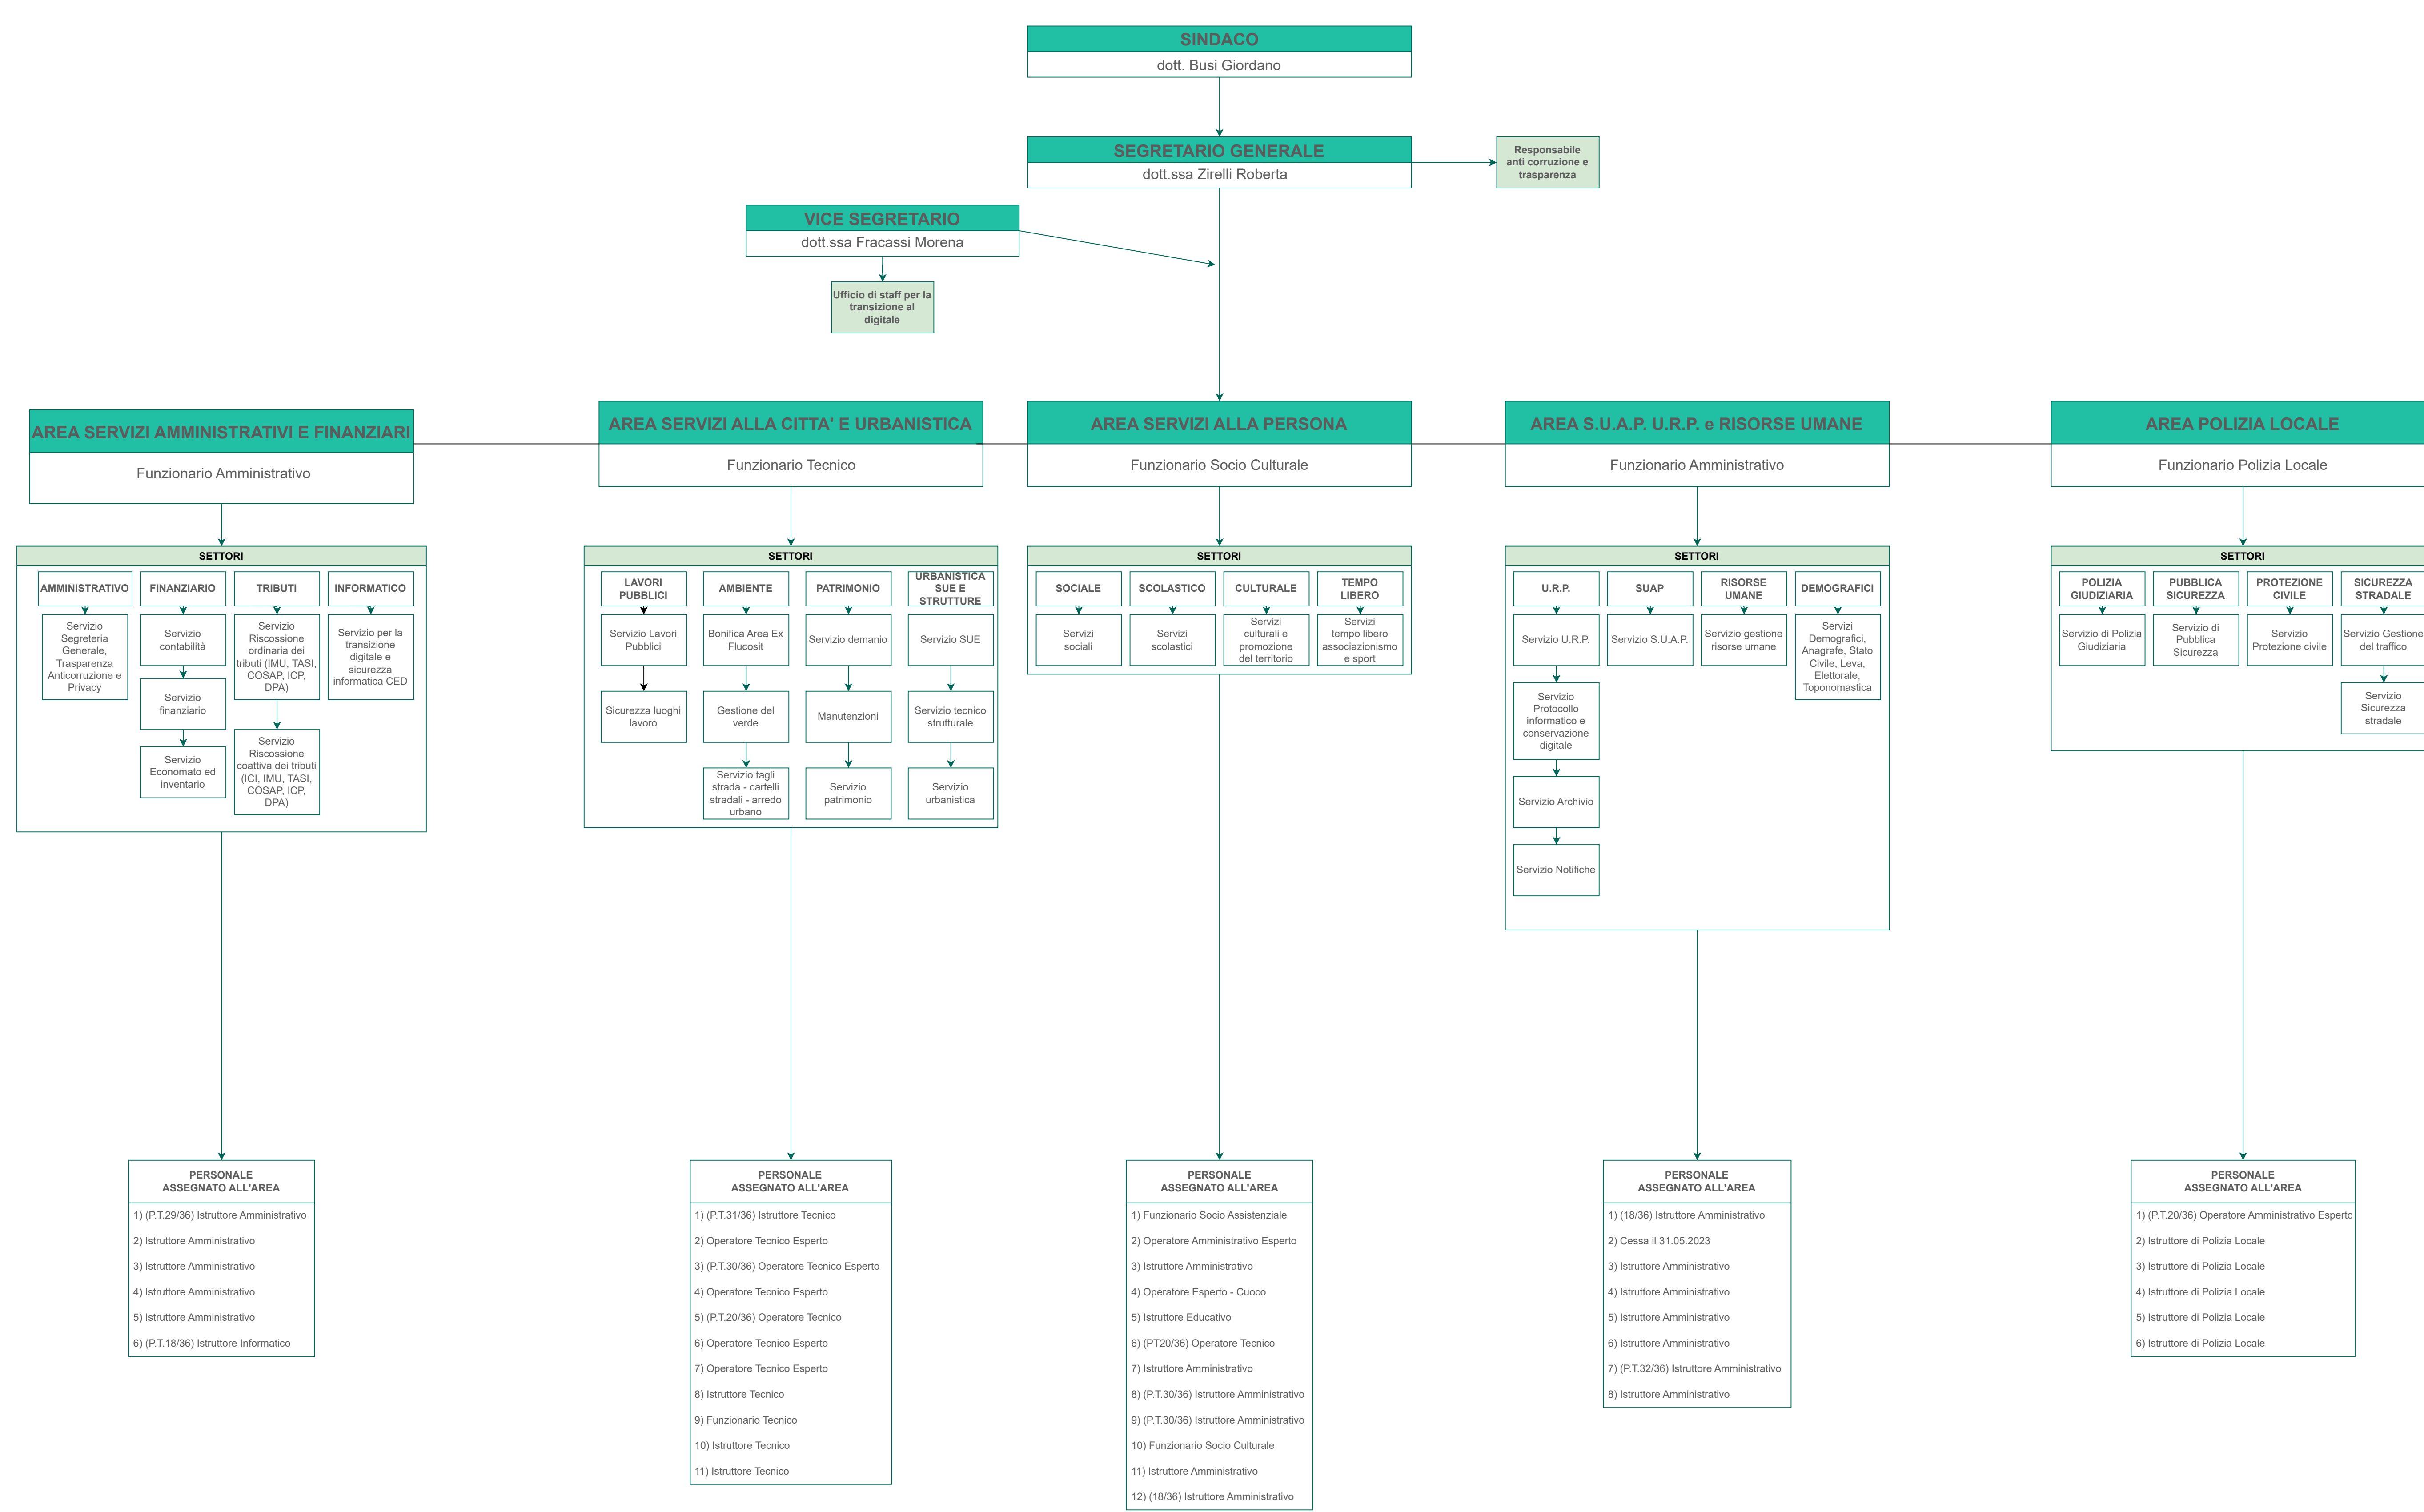 SINDACO
dott. Busi Giordano
SEGRETARIO GENERALE
dott.ssa Zirelli Roberta
Responsabile
anti corruzione e
trasparenza
VICE SEGRETARIO
dott.ssa Fracassi Morena
Ufficio di staff per la
transizione al
digitale
AREA SERVIZI AMMINISTRATIVI E FINANZIARI
Funzionario Amministrativo
SETTORI
AMMINISTRATIVO
Servizio
Segreteria
Generale,
Trasparenza
Anticorruzione e
Privacy
FINANZIARIO
Servizio
contabilità
Servizio
finanziario
Servizio
Economato ed
inventario
TRIBUTI
Servizio
Riscossione
ordinaria dei
tributi (IMU, TASI,
COSAP, ICP,
DPA)
Servizio
Riscossione
coattiva dei tributi
(ICI, IMU, TASI,
COSAP, ICP,
DPA)
INFORMATICO
Servizio per la
transizione
digitale e
sicurezza
informatica CED
PERSONALE
ASSEGNATO ALL'AREA
1) (P.T.29/36) Istruttore Amministrativo
2) Istruttore Amministrativo
3) Istruttore Amministrativo
4) Istruttore Amministrativo
5) Istruttore Amministrativo
6) (P.T.18/36) Istruttore Informatico
AREA SERVIZI ALLA CITTA' E URBANISTICA
Funzionario Tecnico
SETTORI
LAVORI
PUBBLICI
Servizio Lavori
Pubblici
Sicurezza luoghi
lavoro
AMBIENTE
Bonifica Area Ex
Flucosit
Gestione del
verde
Servizio tagli
strada - cartelli
stradali - arredo
urbano
PATRIMONIO
Servizio demanio
Manutenzioni
Servizio
patrimonio
URBANISTICA
SUE E
STRUTTURE
Servizio SUE
Servizio tecnico
strutturale
Servizio
urbanistica
PERSONALE
ASSEGNATO ALL'AREA
1) (P.T.31/36) Istruttore Tecnico
2) Operatore Tecnico Esperto
3) (P.T.30/36) Operatore Tecnico Esperto
4) Operatore Tecnico Esperto
5) (P.T.20/36) Operatore Tecnico
6) Operatore Tecnico Esperto
7) Operatore Tecnico Esperto
8) Istruttore Tecnico
9) Funzionario Tecnico
10) Istruttore Tecnico
11) Istruttore Tecnico
AREA SERVIZI ALLA PERSONA
Funzionario Socio Culturale
SETTORI
SOCIALE
Servizi
sociali
SCOLASTICO
Servizi
scolastici
CULTURALE
Servizi
culturali e
promozione
del territorio
TEMPO
LIBERO
Servizi
tempo libero
associazionismo
e sport
PERSONALE
ASSEGNATO ALL'AREA
1) Funzionario Socio Assistenziale
2) Operatore Amministrativo Esperto
3) Istruttore Amministrativo
4) Operatore Esperto - Cuoco
5) Istruttore Educativo
6) (PT20/36) Operatore Tecnico
7) Istruttore Amministrativo
8) (P.T.30/36) Istruttore Amministrativo
9) (P.T.30/36) Istruttore Amministrativo
10) Funzionario Socio Culturale
11) Istruttore Amministrativo
12) (18/36) Istruttore Amministrativo
AREA S.U.A.P. U.R.P. e RISORSE UMANE
Funzionario Amministrativo
SETTORI
U.R.P.
Servizio U.R.P.
Servizio
Protocollo
informatico e
conservazione
digitale
Servizio Archivio
Servizio Notifiche
SUAP
Servizio S.U.A.P.
RISORSE
UMANE
Servizio gestione
risorse umane
DEMOGRAFICI
Servizi
Demografici,
Anagrafe, Stato
Civile, Leva,
Elettorale,
Toponomastica
PERSONALE
ASSEGNATO ALL'AREA
1) (18/36) Istruttore Amministrativo
2) Cessa il 31.05.2023
3) Istruttore Amministrativo
4) Istruttore Amministrativo
5) Istruttore Amministrativo
6) Istruttore Amministrativo
7) (P.T.32/36) Istruttore Amministrativo
8) Istruttore Amministrativo
AREA POLIZIA LOCALE
Funzionario Polizia Locale
SETTORI
POLIZIA
GIUDIZIARIA
Servizio di Polizia
Giudiziaria
PUBBLICA
SICUREZZA
Servizio di
Pubblica
Sicurezza
PROTEZIONE
CIVILE
Servizio
Protezione civile
SICUREZZA
STRADALE
Servizio Gestione
del traffico
Servizio
Sicurezza
stradale
PERSONALE
ASSEGNATO ALL'AREA
1) (P.T.20/36) Operatore Amministrativo Esperto
2) Istruttore di Polizia Locale
3) Istruttore di Polizia Locale
4) Istruttore di Polizia Locale
5) Istruttore di Polizia Locale
6) Istruttore di Polizia Locale